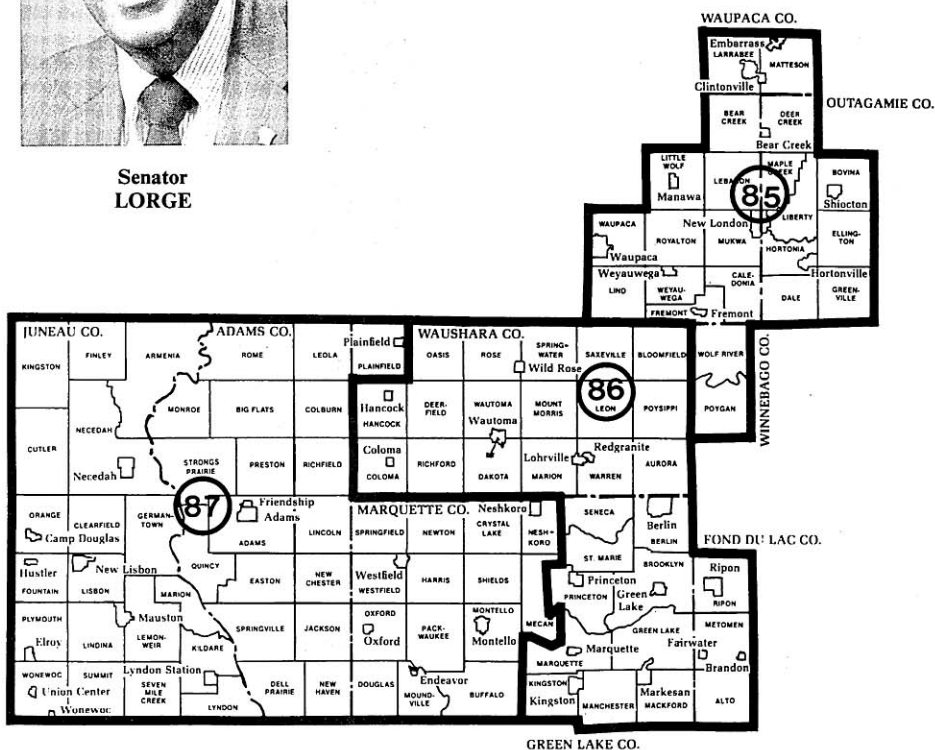 Senator
LORGE
WAUPACA CO.
Embarrass
LARRABEE
MATTESON
Clintonville
OUTAGAMIE CO.
BEAR
CREEK
DEER
CREEK
Bear Creek
LITTLE
WOLF
Manawa
LEBANON
MAPLE
CREEK
85
BOVINA
Shiocton
WAUPACA
Waupaca
ROYALTON
New London
MUKWA
LIBERTY
HORTONIA
ELLING-
TON
Weyauwega
LIND
WEYAU-
WEGA
CALE-
DONIA
Hortonville
DALE
GREEN-
VILLE
FREMONT
Fremont
WINNEBAGO CO.
WOLF RIVER
POYGAN
JUNEAU CO.
ADAMS CO.
WAUSHARA CO.
KINGSTON
FINLEY
ARMENIA
ROME
LEOLA
Plainfield
PLAINFIELD
OASIS
ROSE
SPRING-
WATER
Wild Rose
SAXEVILLE
BLOOMFIELD
86
NECEDAH
MONROE
BIG FLATS
COLBURN
Hancock
HANCOCK
DEER-
FIELD
WAUTOMA
Wautoma
MOUNT
MORRIS
LEON
POYSIPPI
CUTLER
Necedah
STRONGS
PRAIRIE
PRESTON
RICHFIELD
Coloma
COLOMA
RICHFORD
DAKOTA
Lohrville
MARION
Redgranite
WARREN
AURORA
87
MARQUETTE CO.
ORANGE
Camp Douglas
CLEARFIELD
GERMAN-
TOWN
Friendship
Adams
ADAMS
LINCOLN
SPRINGFIELD
NEWTON
CRYSTAL
LAKE
Neshkoro
NESH-
KORO
SENECA
Berlin
BERLIN
FOND DU LAC CO.
Hustler
FOUNTAIN
New Lisbon
LISBON
MARION
QUINCY
EASTON
NEW
CHESTER
Westfield
WESTFIELD
HARRIS
SHIELDS
ST. MARIE
Princeton
PRINCETON
BROOKLYN
Green
Lake
Ripon
RIPON
PLYMOUTH
Elroy
LINDINA
Mauston
LEMON-
WEIR
KILDARE
SPRINGVILLE
JACKSON
OXFORD
Oxford
PACK-
WAUKEE
MONTELLO
Montello
MECAN
GREEN LAKE
METOMEN
Fairwater
Brandon
WONEWOC
Union Center
Wonewoc
SUMMIT
SEVEN
MILE
CREEK
Lyndon Station
LYNDON
DELL
PRAIRIE
NEW
HAVEN
DOUGLAS
Endeavor
MOUND-
VILLE
BUFFALO
Marquette
MARQUETTE
KINGSTON
Kingston
MANCHESTER
Markesan
MACKFORD
ALTO
GREEN LAKE CO.